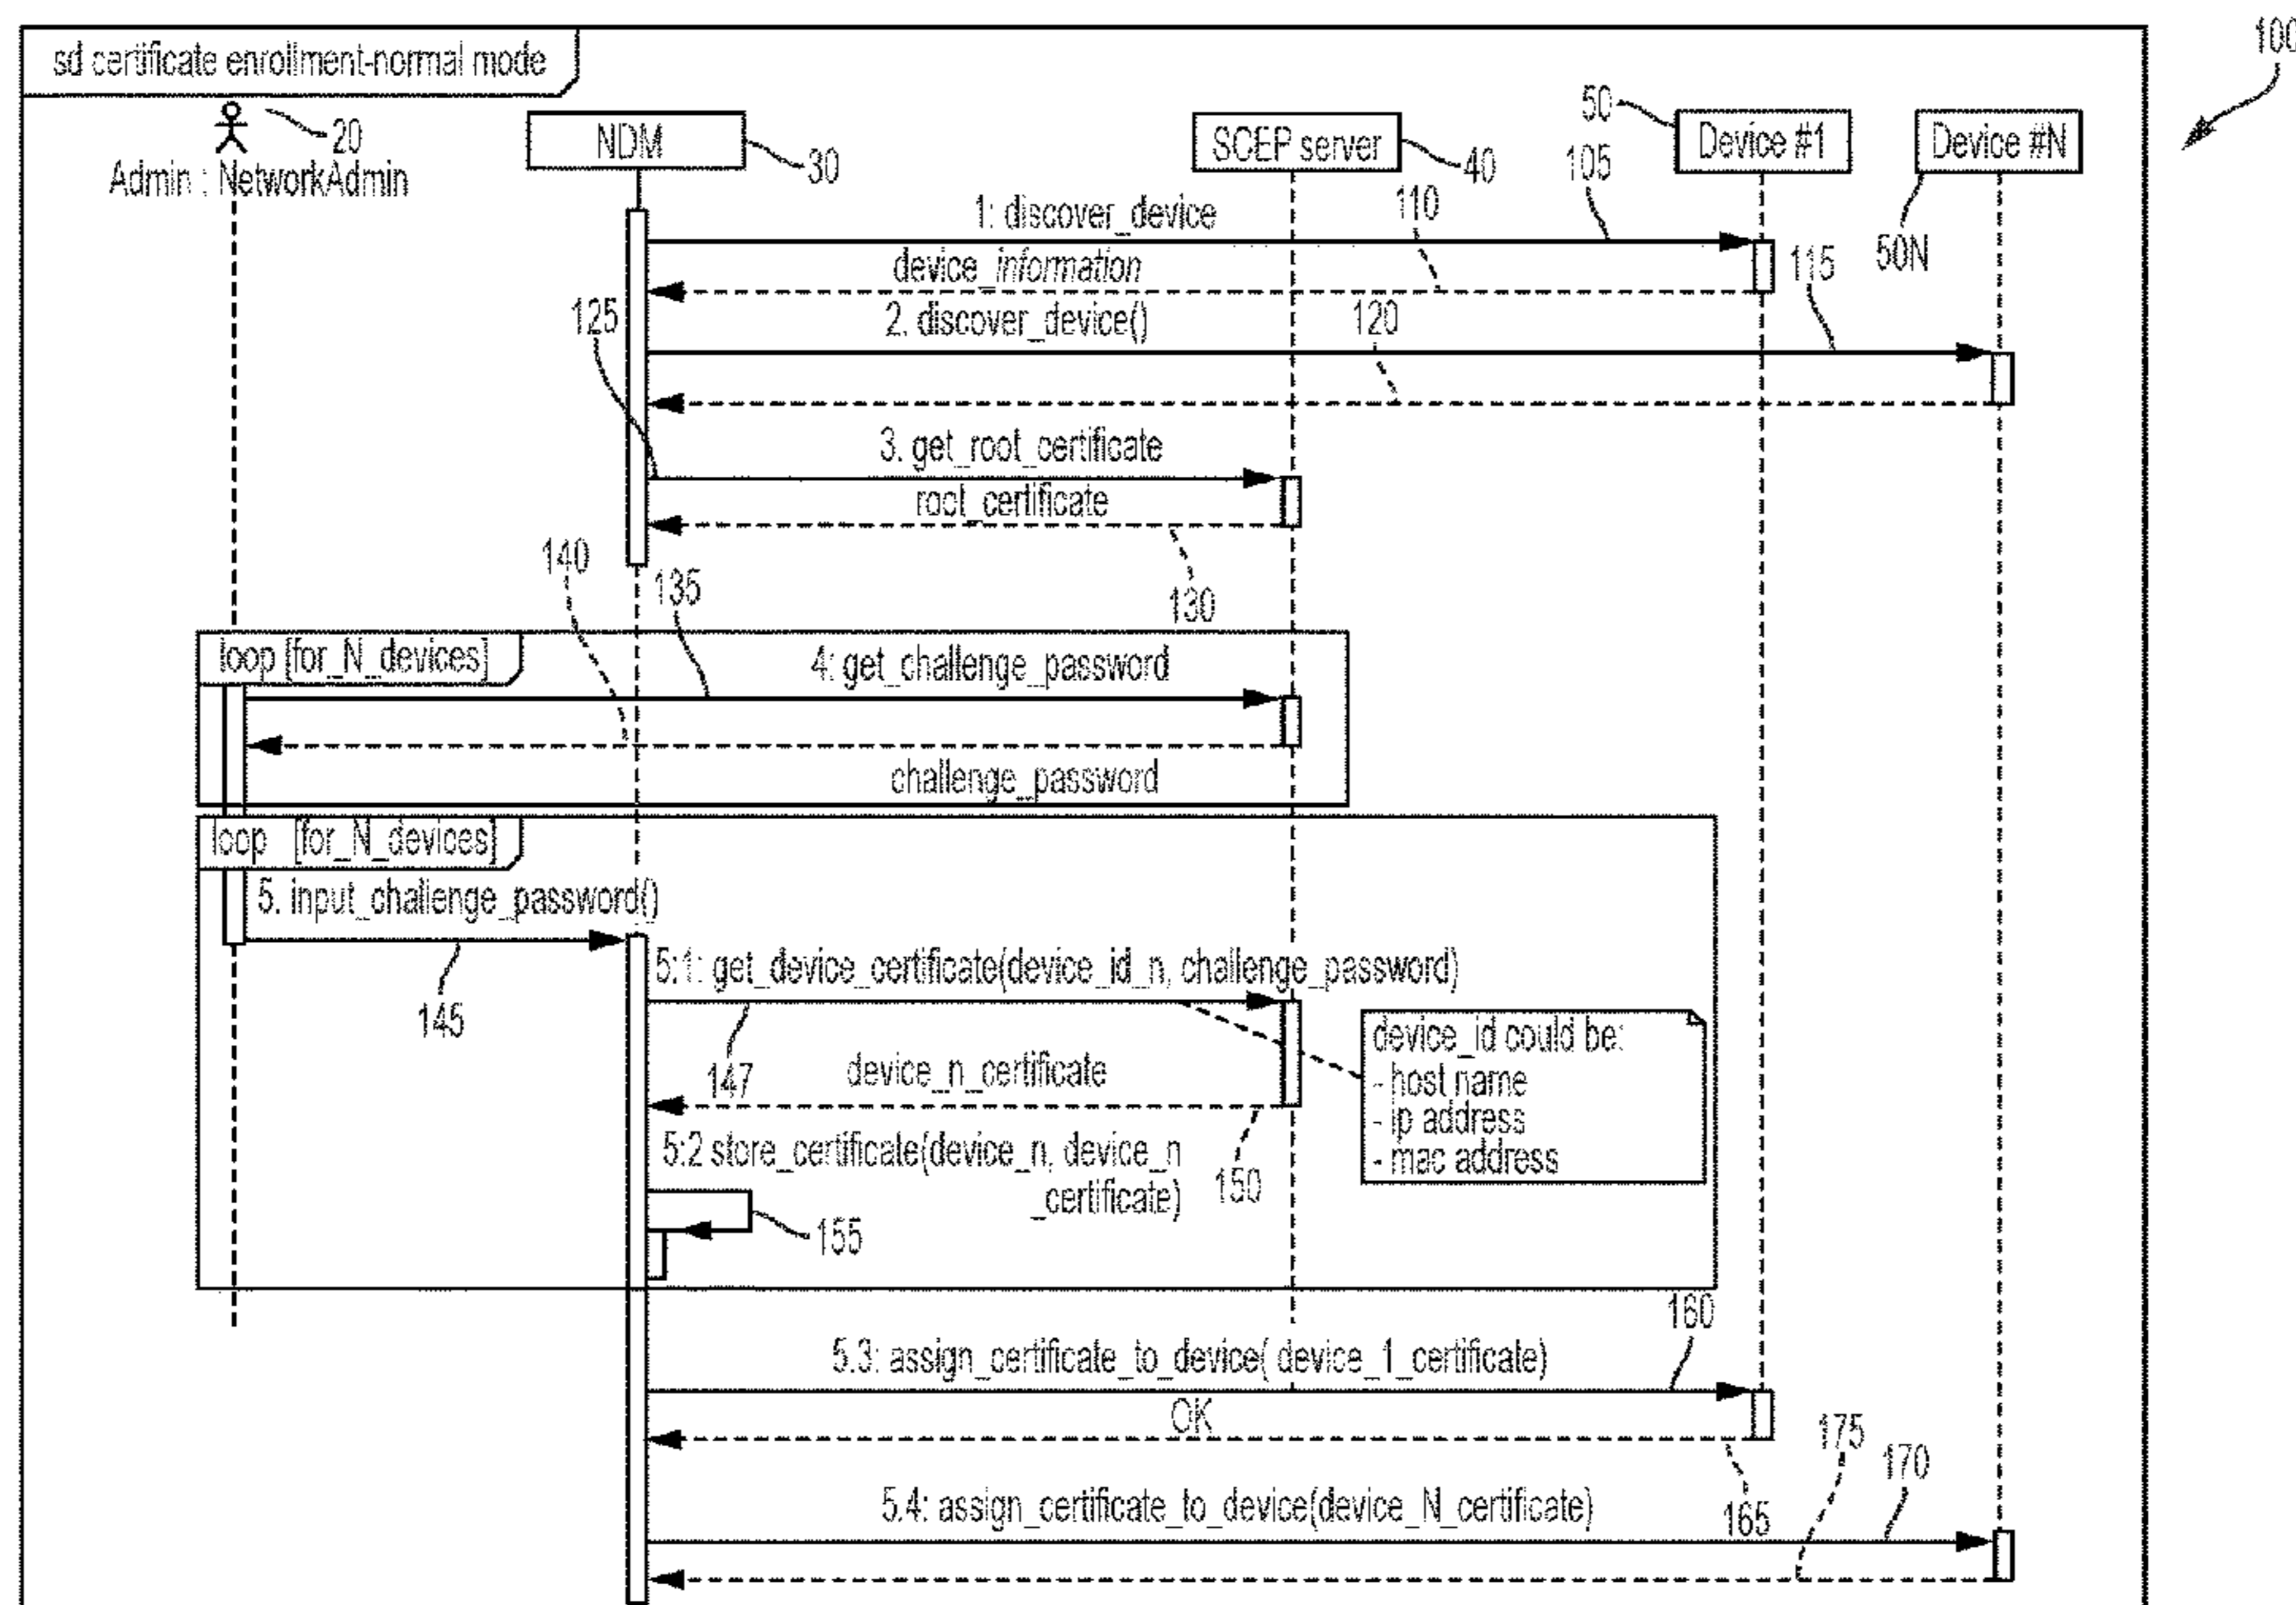 100
sd certificate enrollment-normal mode
20
Admin : NetworkAdmin
NDM
30
SCEP server
40
50
Device #1
Device #N
50N
1: discover_device
110
105
device_information
115
125
2. discover_device()
120
3. get_root_certificate
root_certificate
130
140
135
loop [for_N_devices]
4: get_challenge_password
challenge_password
loop [for_N_devices]
5. input_challenge_password()
145
5:1: get_device_certificate(device_id_n, challenge_password)
147
device_n_certificate
device_id could be:
- host name
- ip address
- mac address
5:2 store_certificate(device_n, device_n
_certificate)
150
155
160
5.3: assign_certificate_to_device( device_1_certificate)
OK
165
175
170
5.4: assign_certificate_to_device(device_N_certificate)